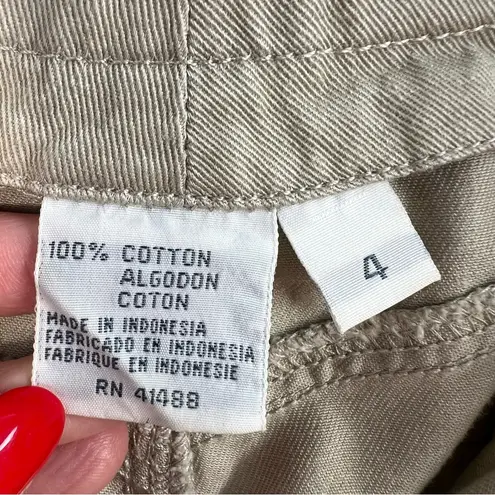 100% COTTON
ALGODON
COTON
MADE IN INDONESIA
FABRICADO EN INDONESIA
FABRIQUE EN INDONESIE
RN 41488
4